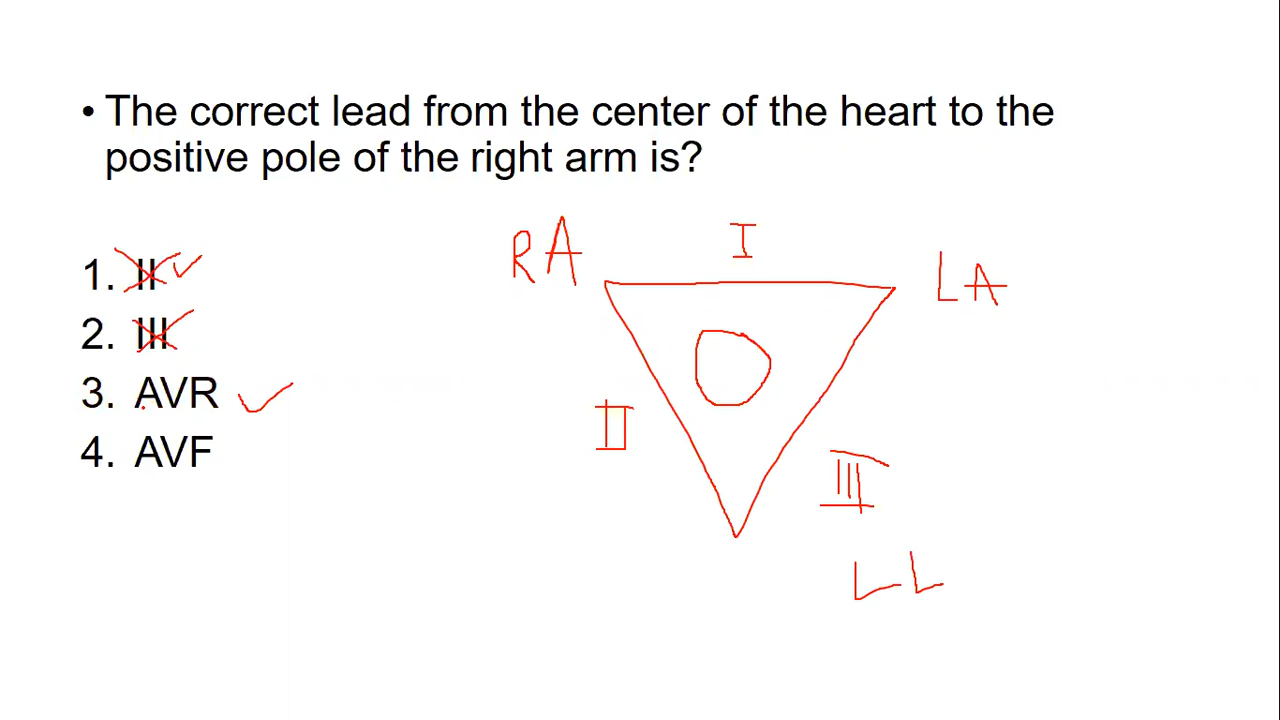 • The correct lead from the center of the heart to the
positive pole of the right arm is?
RA
I
LA
1. II
2. III
3. AVR
4. AVF
II
III
LL